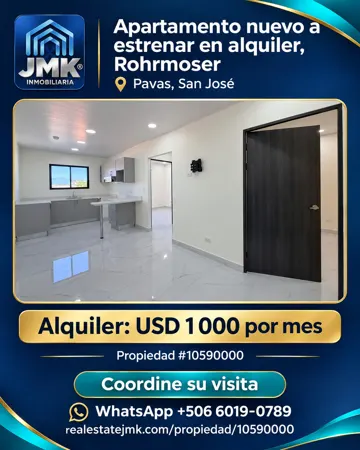 JMK®
INMOBILIARIA
Apartamento nuevo a
estrenar en alquiler,
Rohrmoser
Pavas, San José
Alquiler: USD 1 000 por mes
Propiedad #10590000
Coordine su visita
WhatsApp +506 6019-0789
realestatejmk.com/propiedad/10590000